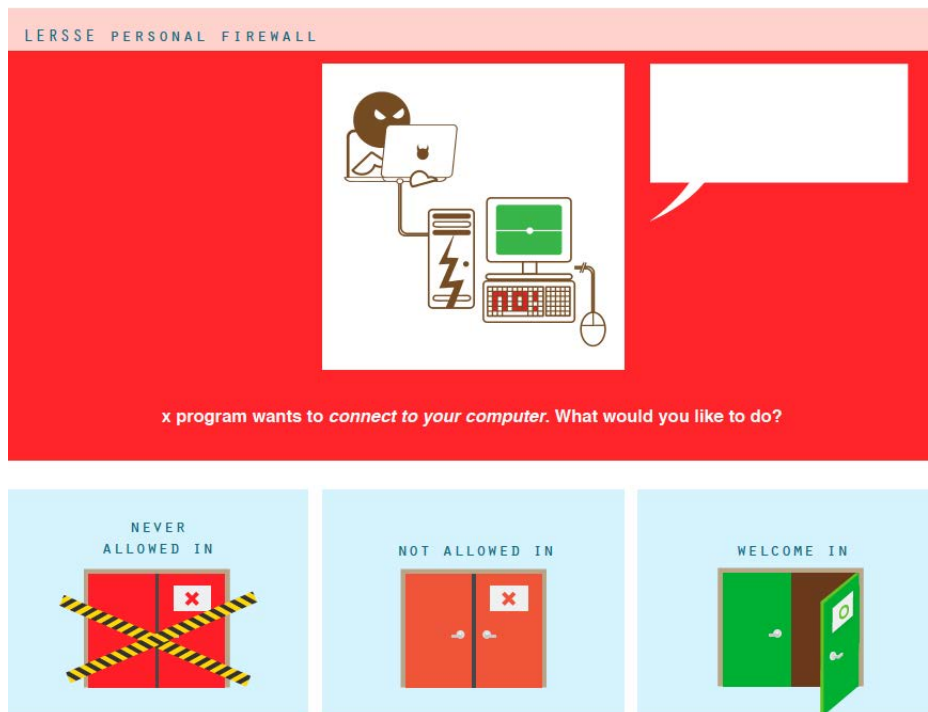 LERSSE PERSONAL FIREWALL
no!
x program wants to connect to your computer. What would you like to do?
NEVER
ALLOWED IN
NOT ALLOWED IN
WELCOME IN